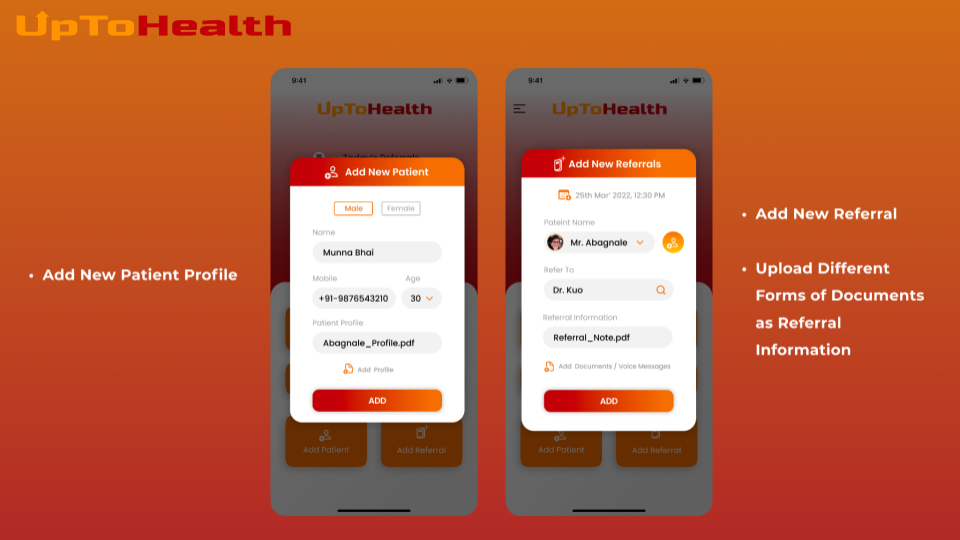 UpToHealth
• Add New Patient Profile
9:41
UpToHealth
Today's Referrals
Add New Patient
Male Female
Name
Munna Bhai
Mobile Age
+91-9876543210 30
Patient Profile
Abagnale_Profile.pdf
Add Profile
ADD
Add Patient Add Referral
9:41
UpToHealth
Add New Referrals
25th Mar' 2022, 12:30 PM
Pateint Name
Mr. Abagnale
Refer To
Dr. Kuo
Referral Information
Referral_Note.pdf
Add Documents / Voice Messages
ADD
Add Patient Add Referral
• Add New Referral
• Upload Different
Forms of Documents
as Referral
Information